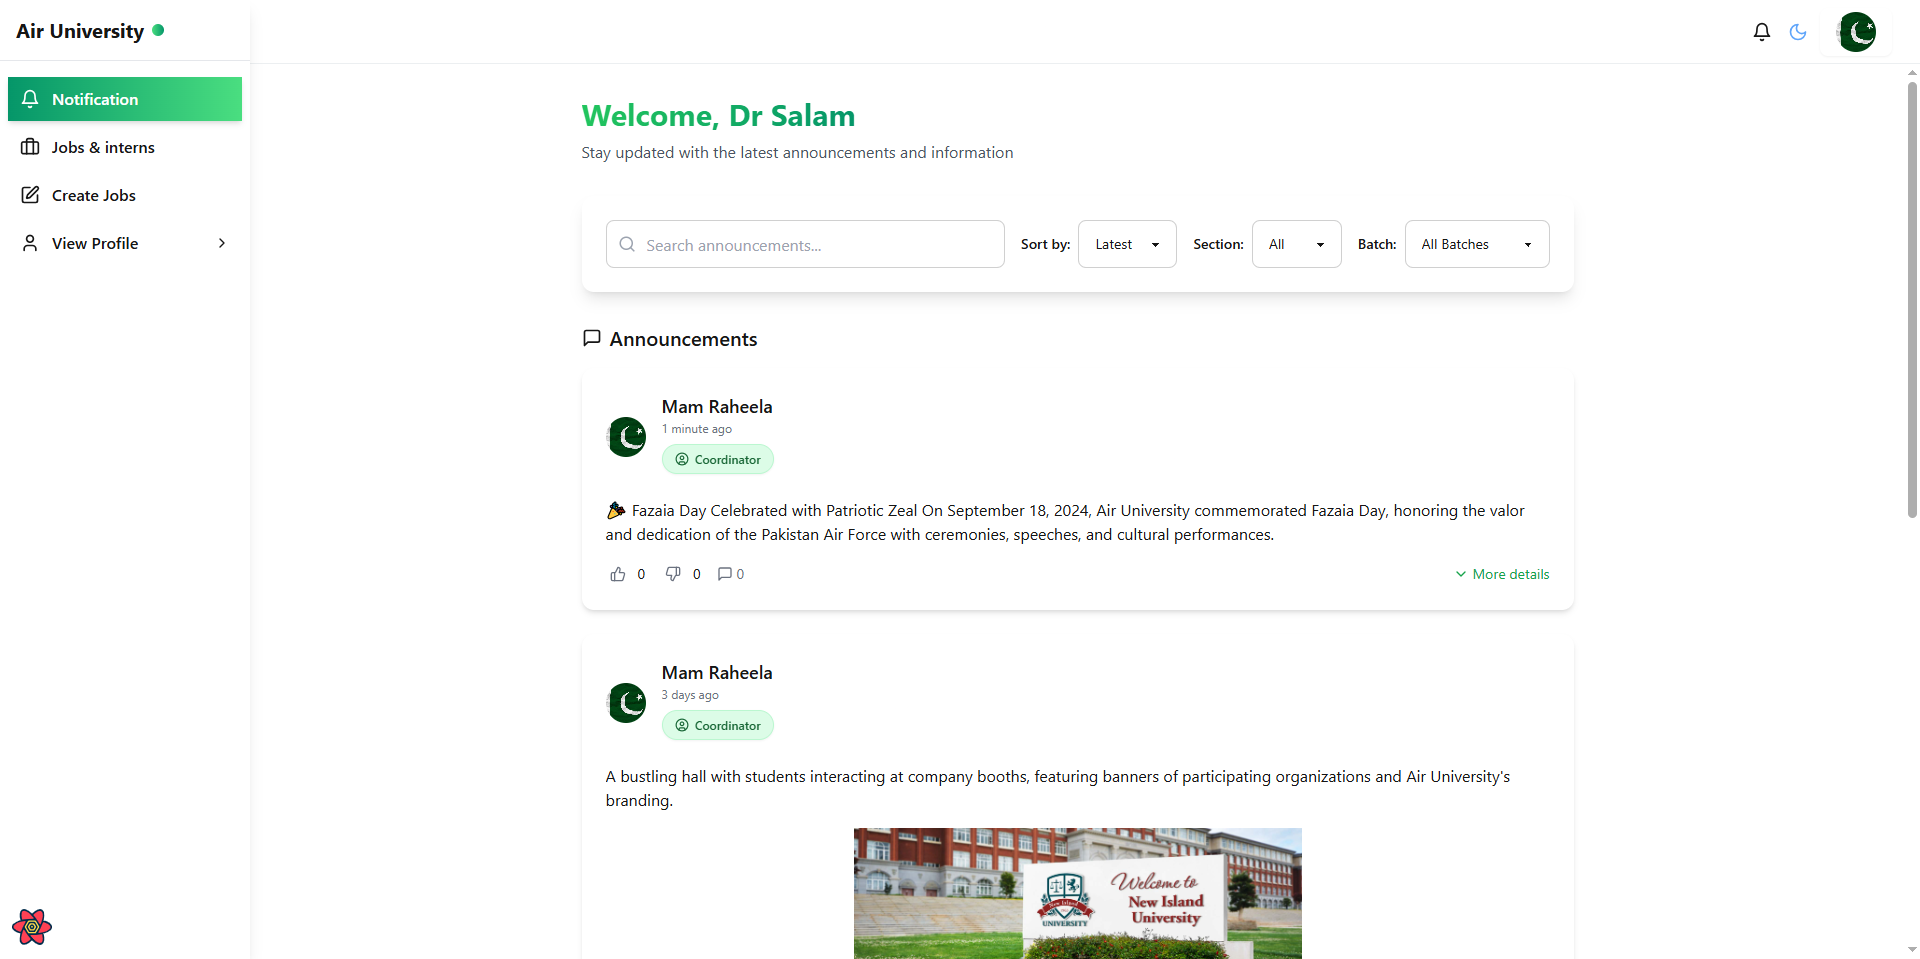 Air University
Notification
Jobs & interns
Create Jobs
View Profile
Welcome, Dr Salam
Stay updated with the latest announcements and information
Search announcements...
Sort by: Latest Section: All Batch: All Batches
Announcements
Mam Raheela
1 minute ago
Coordinator
Fazaia Day Celebrated with Patriotic Zeal On September 18, 2024, Air University commemorated Fazaia Day, honoring the valor
and dedication of the Pakistan Air Force with ceremonies, speeches, and cultural performances.
0 0 0 More details
Mam Raheela
3 days ago
Coordinator
A bustling hall with students interacting at company booths, featuring banners of participating organizations and Air University's
branding.
Welcome to
New Island
University
New Island
UNIVERSITY